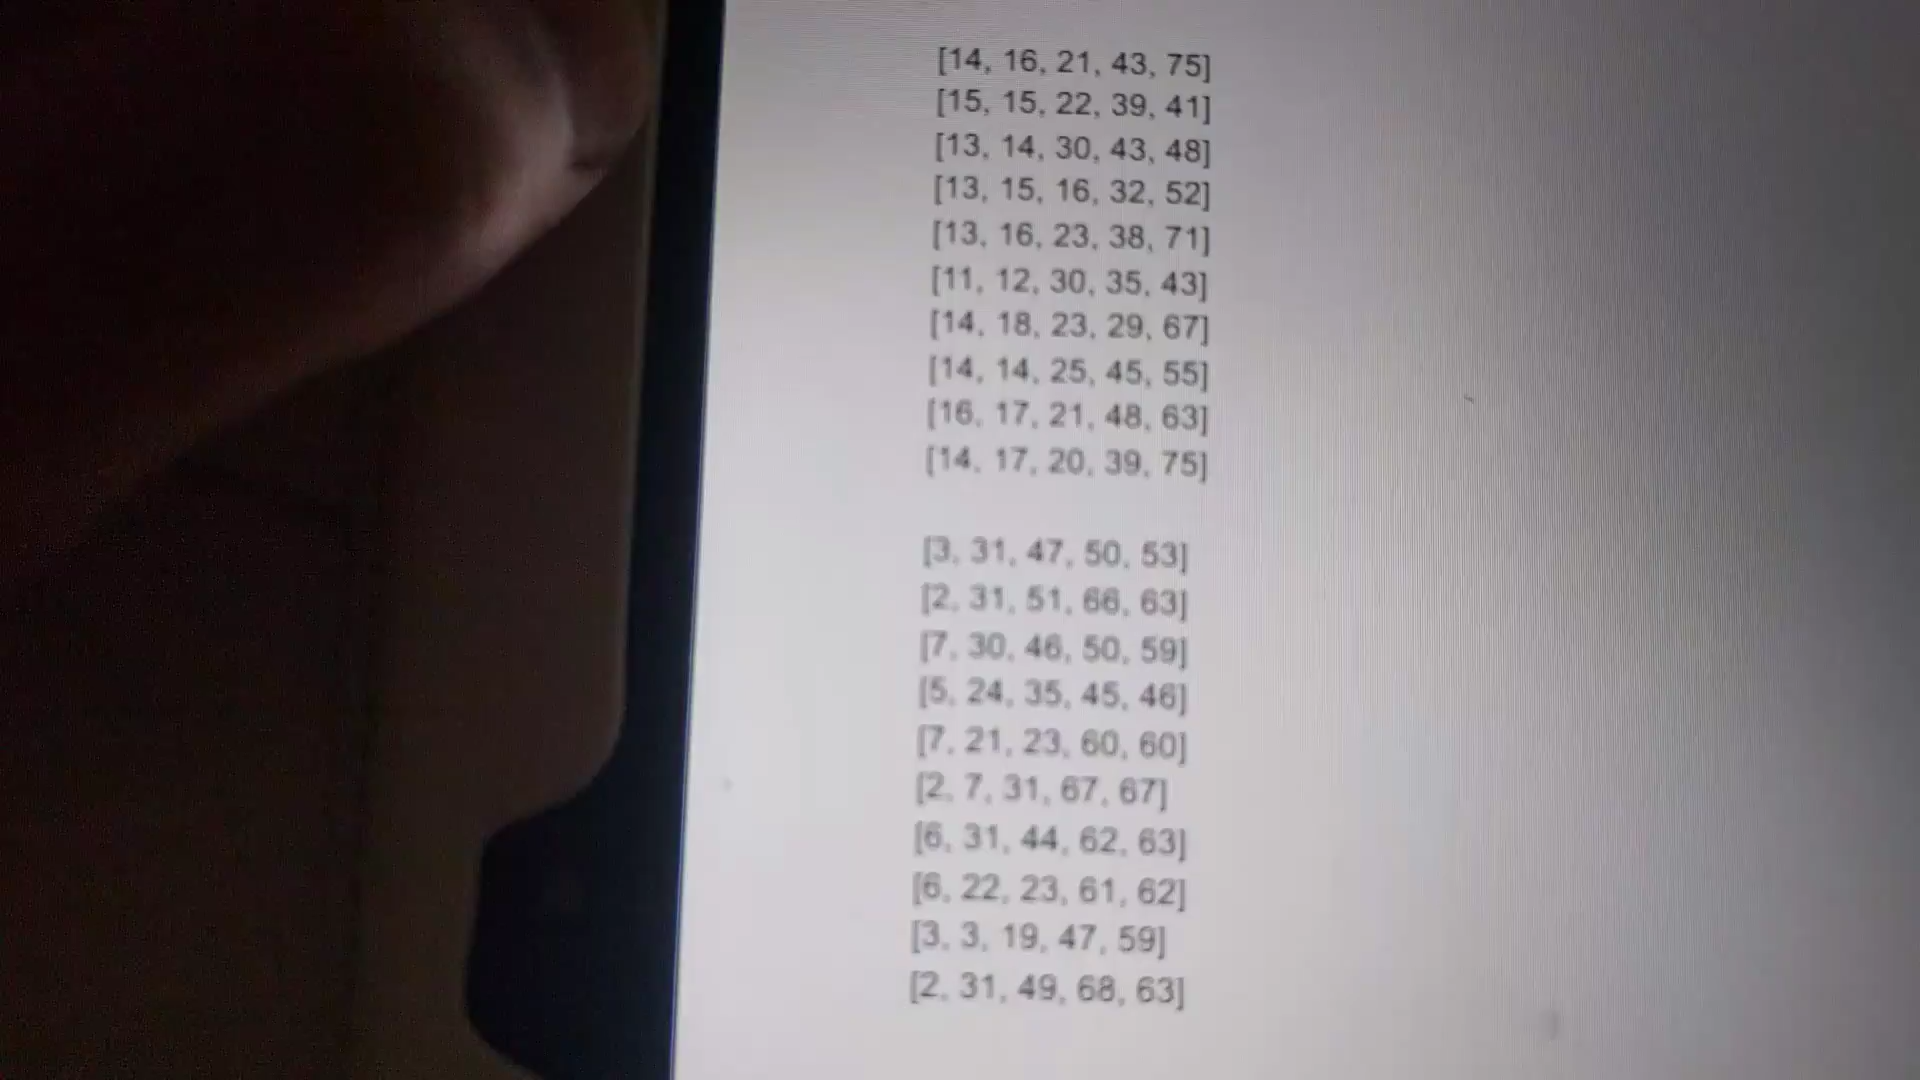 [14, 16, 21, 43, 75]
[15, 15, 22, 39, 41]
[13, 14, 30, 43, 48]
[13, 15, 16, 32, 52]
[13, 16, 23, 38, 71]
[11, 12, 30, 35, 43]
[14, 18, 23, 29, 67]
[14, 14, 25, 45, 55]
[16, 17, 21, 48, 63]
[14, 17, 20, 39, 75]
[3, 31, 47, 50, 53]
[2, 31, 51, 66, 63]
[7, 30, 46, 50, 59]
[5, 24, 35, 45, 46]
[7, 21, 23, 60, 60]
[2, 7, 31, 67, 67]
[6, 31, 44, 62, 63]
[6, 22, 23, 61, 62]
[3, 3, 19, 47, 59]
[2, 31, 49, 68, 63]